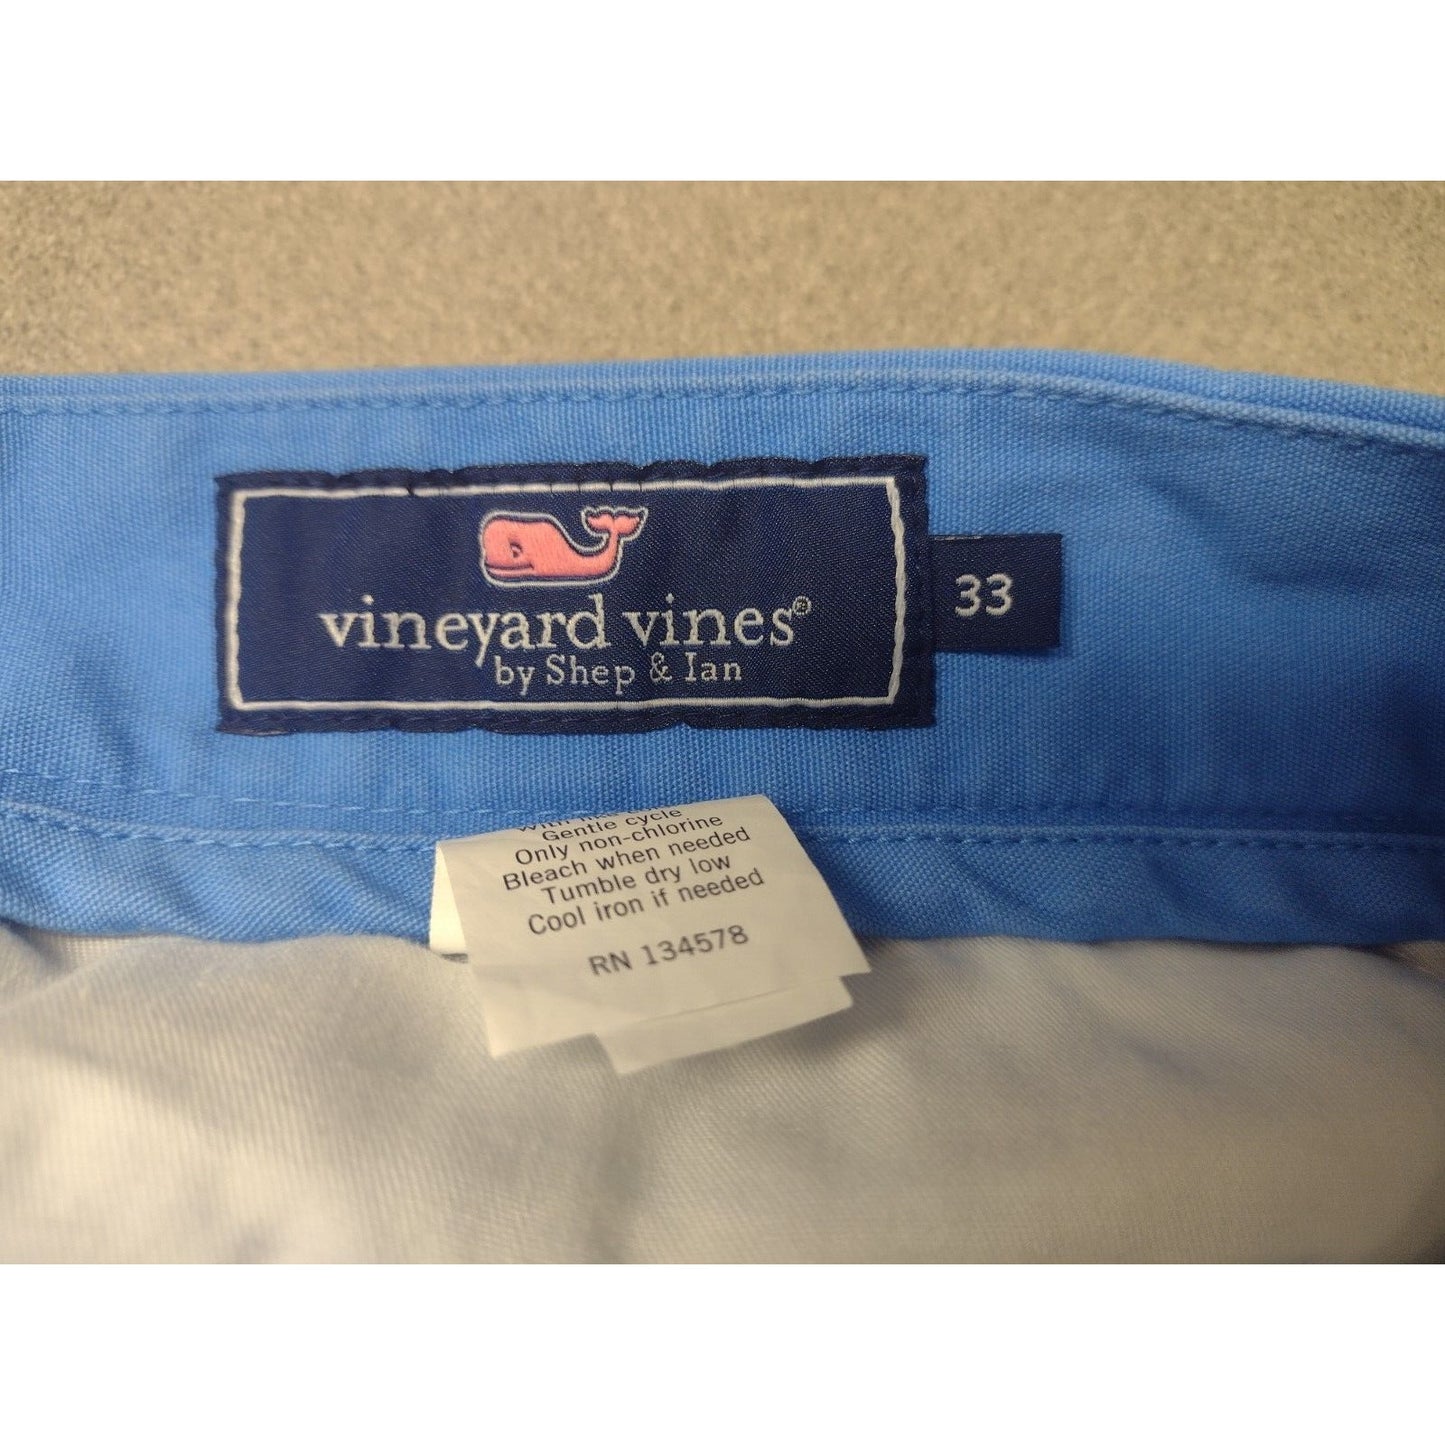 vineyard vines®
by Shep & Ian
33
Gentle cycle
Only non-chlorine
Bleach when needed
Tumble dry low
Cool iron if needed
RN 134578